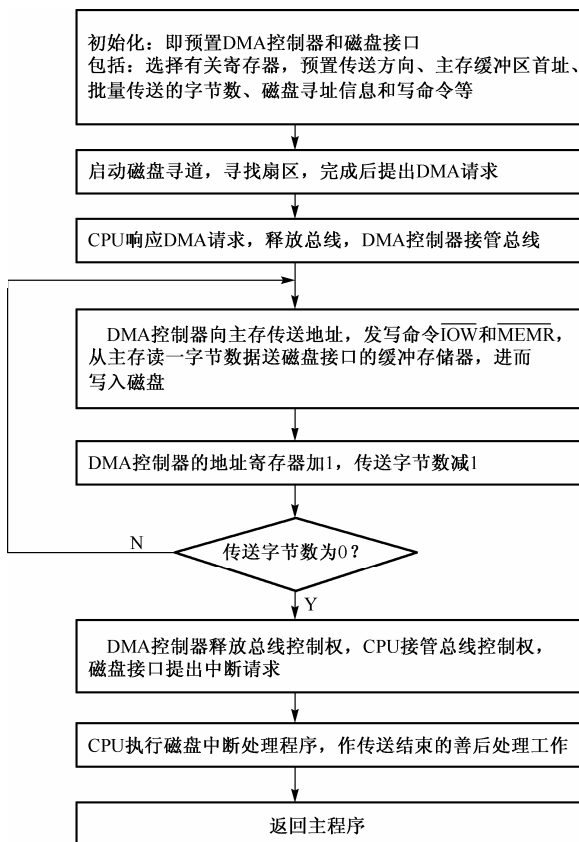 初始化：即预置DMA控制器和磁盘接口
包括：选择有关寄存器，预置传送方向、主存缓冲区首址、
批量传送的字节数、磁盘寻址信息和写命令等
启动磁盘寻道，寻找扇区，完成后提出DMA请求
CPU响应DMA请求，释放总线，DMA控制器接管总线
DMA控制器向主存传送地址，发写命令I̅O̅W̅和M̅E̅M̅R̅，
从主存读一字节数据送磁盘接口的缓冲存储器，进而
写入磁盘
DMA控制器的地址寄存器加1，传送字节数减1
N
传送字节数为0？
Y
DMA控制器释放总线控制权，CPU接管总线控制权，
磁盘接口提出中断请求
CPU执行磁盘中断处理程序，作传送结束的善后处理工作
返回主程序